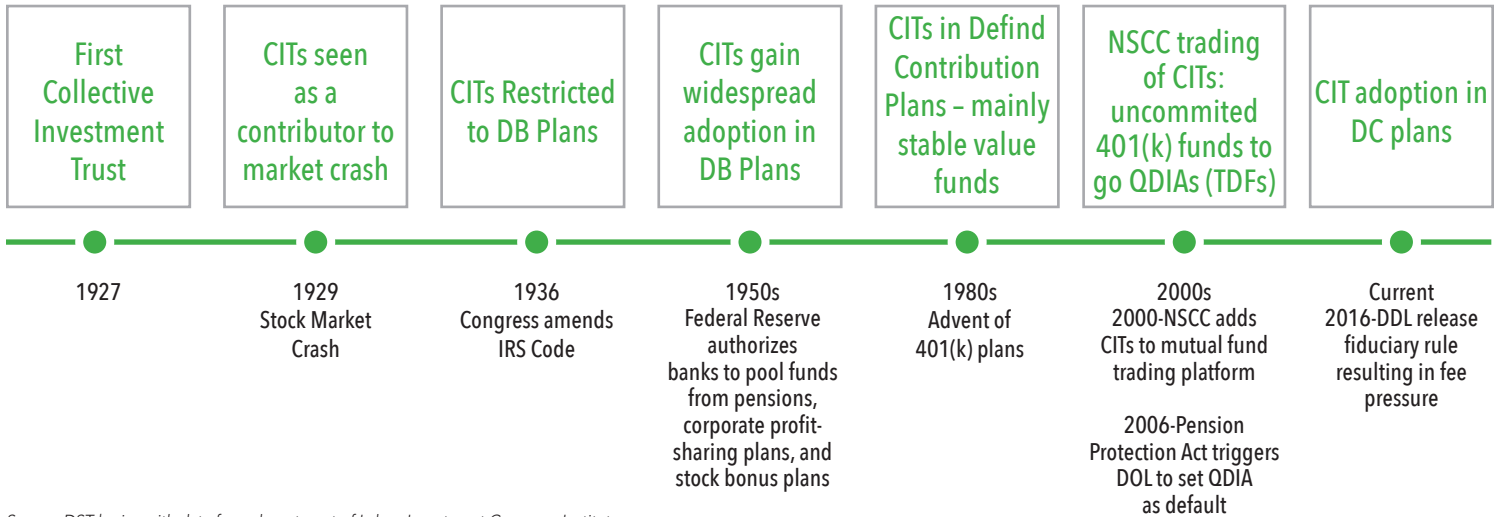 First
Collective
Investment
Trust
CITs seen
as a
contributor to
market crash
CITs Restricted
to DB Plans
CITs gain
widespread
adoption in
DB Plans
CITs in Defind
Contribution
Plans – mainly
stable value
funds
NSCC trading
of CITs:
uncommited
401(k) funds to
go QDIAs (TDFs)
CIT adoption in
DC plans
1927
1929
Stock Market
Crash
1936
Congress amends
IRS Code
1950s
Federal Reserve
authorizes
banks to pool funds
from pensions,
corporate profit-
sharing plans, and
stock bonus plans
1980s
Advent of
401(k) plans
2000s
2000-NSCC adds
CITs to mutual fund
trading platform
2006-Pension
Protection Act triggers
DOL to set QDIA
as default
Current
2016-DDL release
fiduciary rule
resulting in fee
pressure